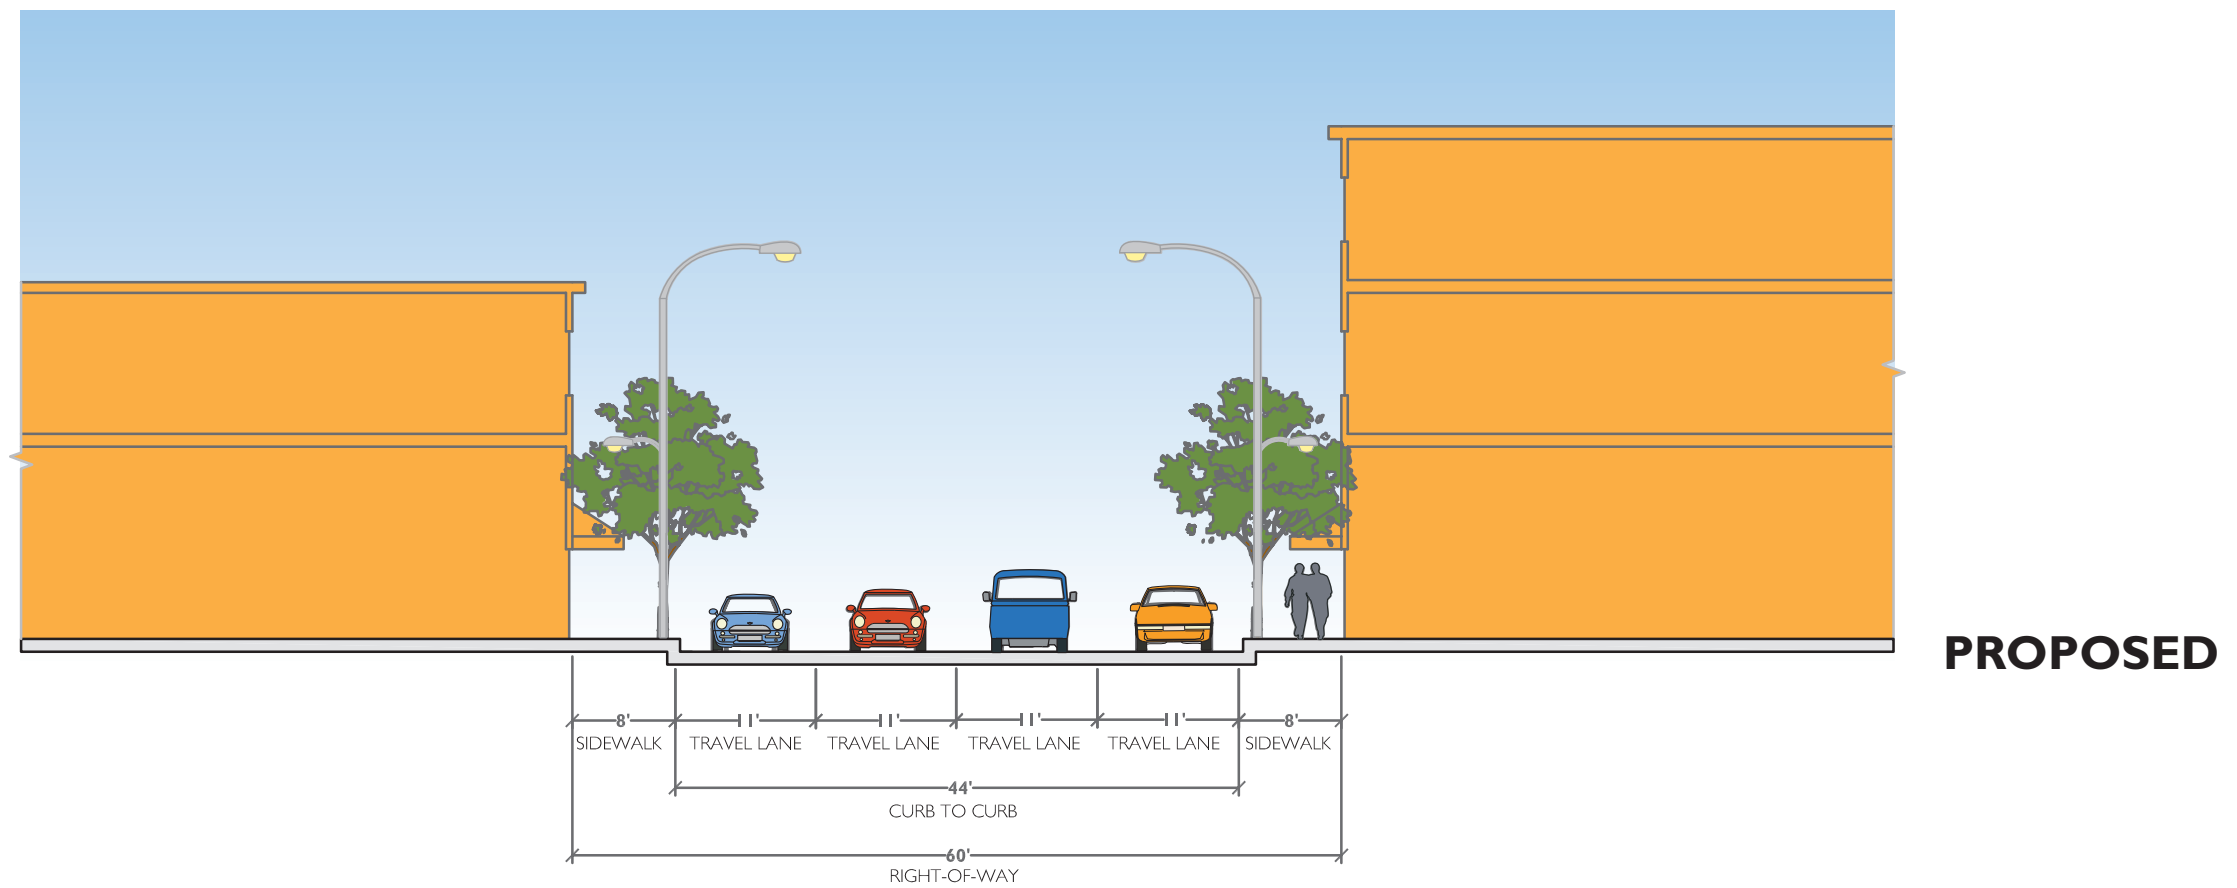 PROPOSED
8' 11' 11' 11' 11' 8'
SIDEWALK TRAVEL LANE TRAVEL LANE TRAVEL LANE TRAVEL LANE SIDEWALK
44'
CURB TO CURB
60'
RIGHT-OF-WAY